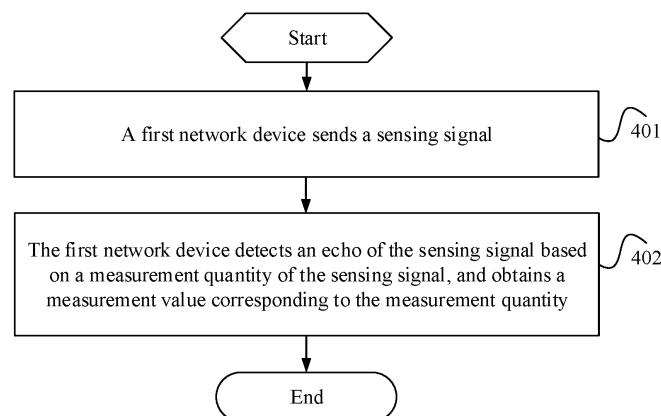 Start
A first network device sends a sensing signal
401
The first network device detects an echo of the sensing signal based
on a measurement quantity of the sensing signal, and obtains a
measurement value corresponding to the measurement quantity
402
End